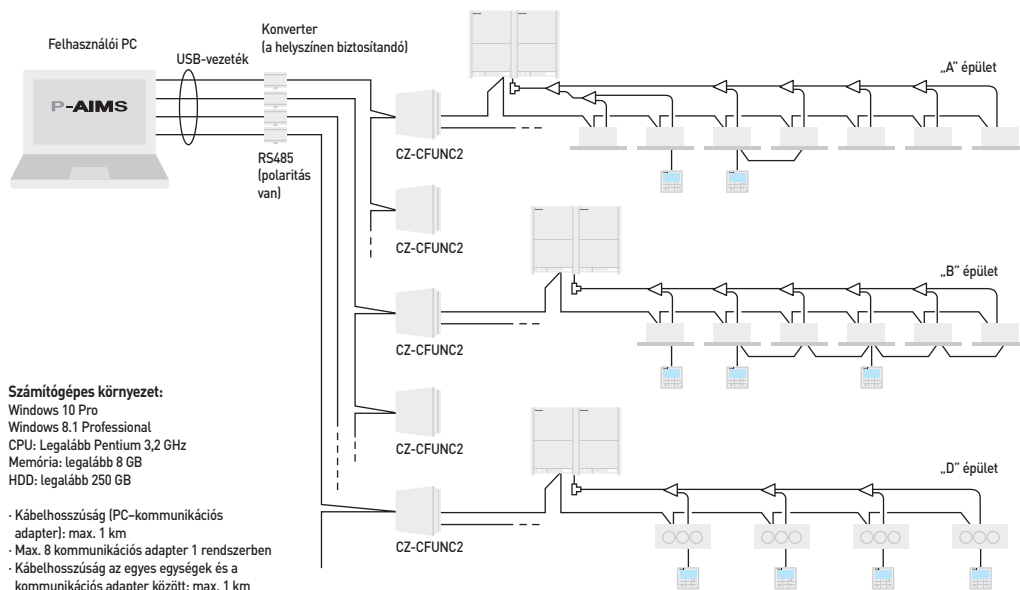 Felhasználói PC
P-AIMS
USB-vezeték
Konverter
(a helyszínen biztosítandó)
RS485
(polaritás
van)
CZ-CFUNC2
„A” épület
CZ-CFUNC2
CZ-CFUNC2
„B” épület
CZ-CFUNC2
CZ-CFUNC2
„D” épület
Számítógépes környezet:
Windows 10 Pro
Windows 8.1 Professional
CPU: Legalább Pentium 3,2 GHz
Memória: legalább 8 GB
HDD: legalább 250 GB
· Kábelhosszúság (PC–kommunikációs
adapter): max. 1 km
· Max. 8 kommunikációs adapter 1 rendszerben
· Kábelhosszúság az egyes egységek és a
kommunikációs adapter között: max. 1 km